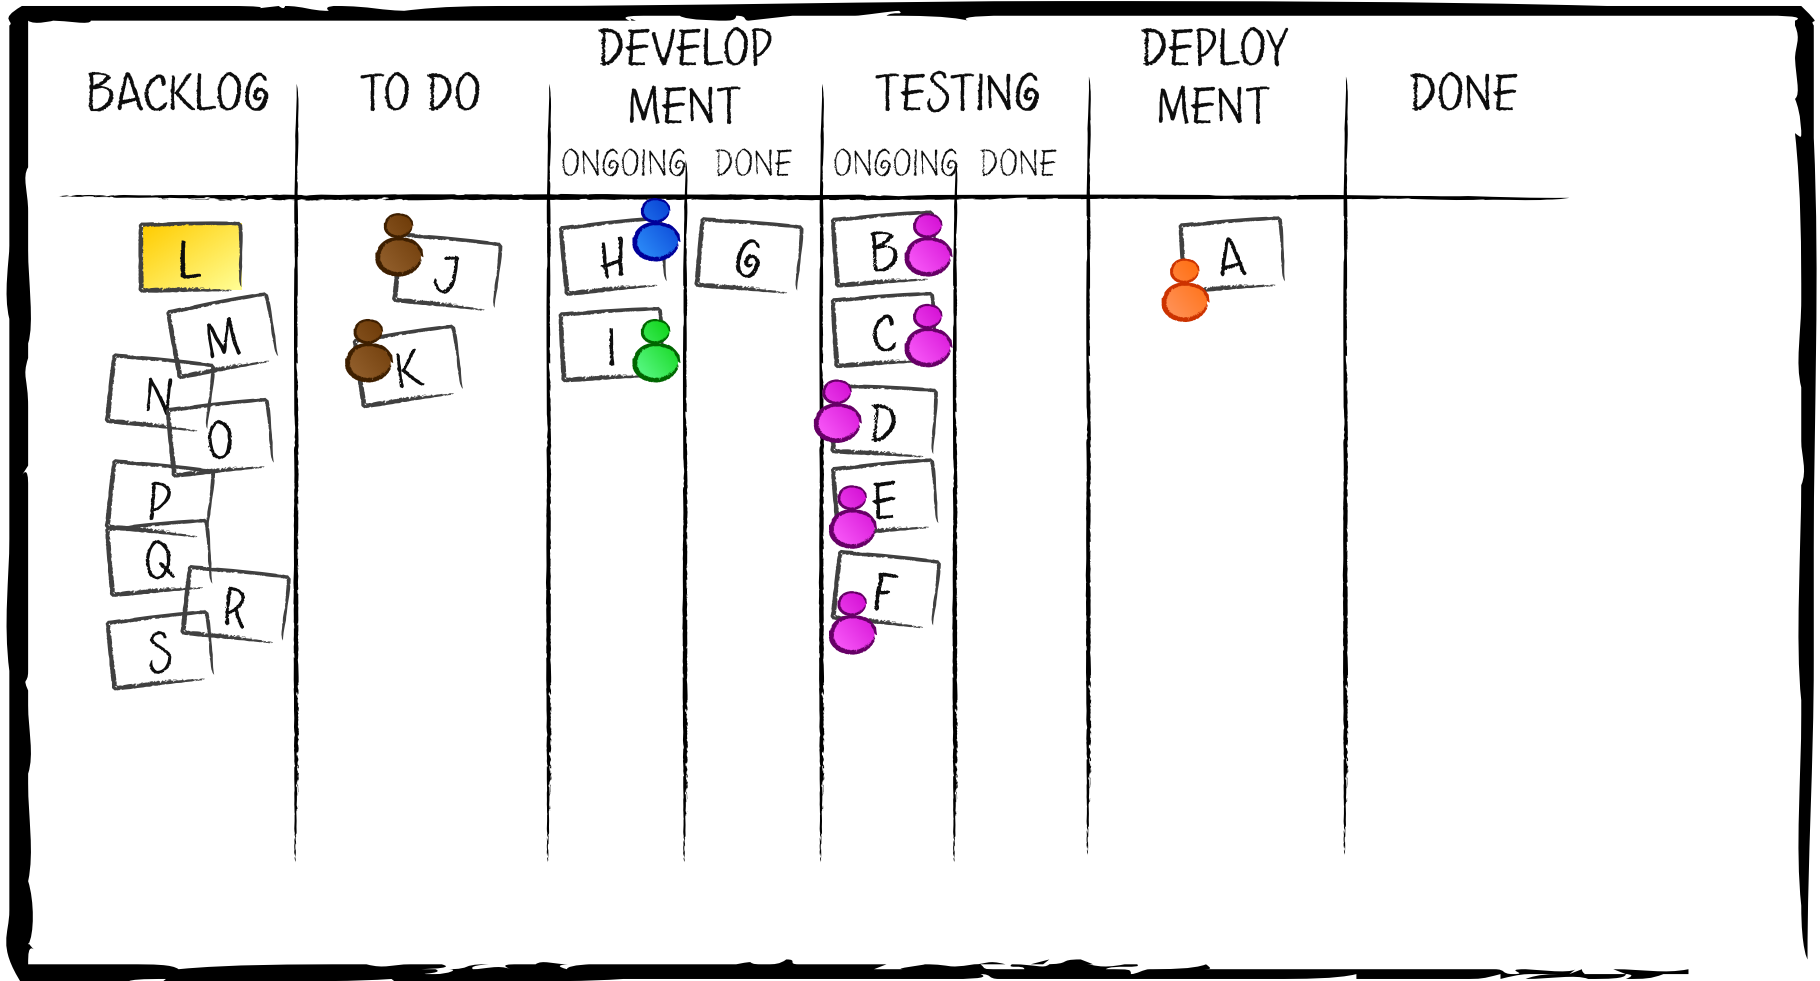 BACKLOG
TO DO
DEVELOP
MENT
TESTING
DEPLOY
MENT
DONE
ONGOING
DONE
ONGOING
DONE
L
M
N
O
P
Q
R
S
J
K
H
I
G
B
C
D
E
F
A